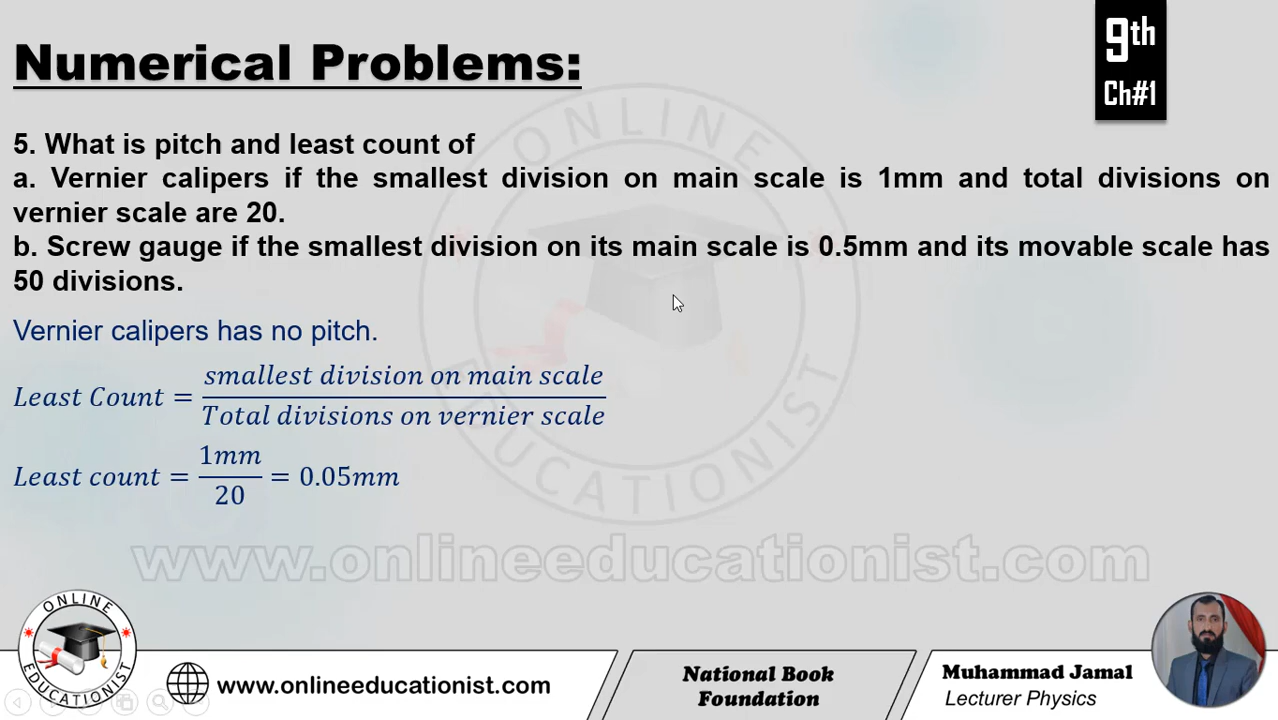 Numerical Problems:
9th
Ch#1
5. What is pitch and least count of
a. Vernier calipers if the smallest division on main scale is 1mm and total divisions on
vernier scale are 20.
b. Screw gauge if the smallest division on its main scale is 0.5mm and its movable scale has
50 divisions.
Vernier calipers has no pitch.
Least Count = smallest division on main scale / Total divisions on vernier scale
Least count = 1mm / 20 = 0.05mm
ONLINE
EDUCATIONIST
www.onlineeducationist.com
ONLINE
EDUCATIONIST
www.onlineeducationist.com
National Book
Foundation
Muhammad Jamal
Lecturer Physics